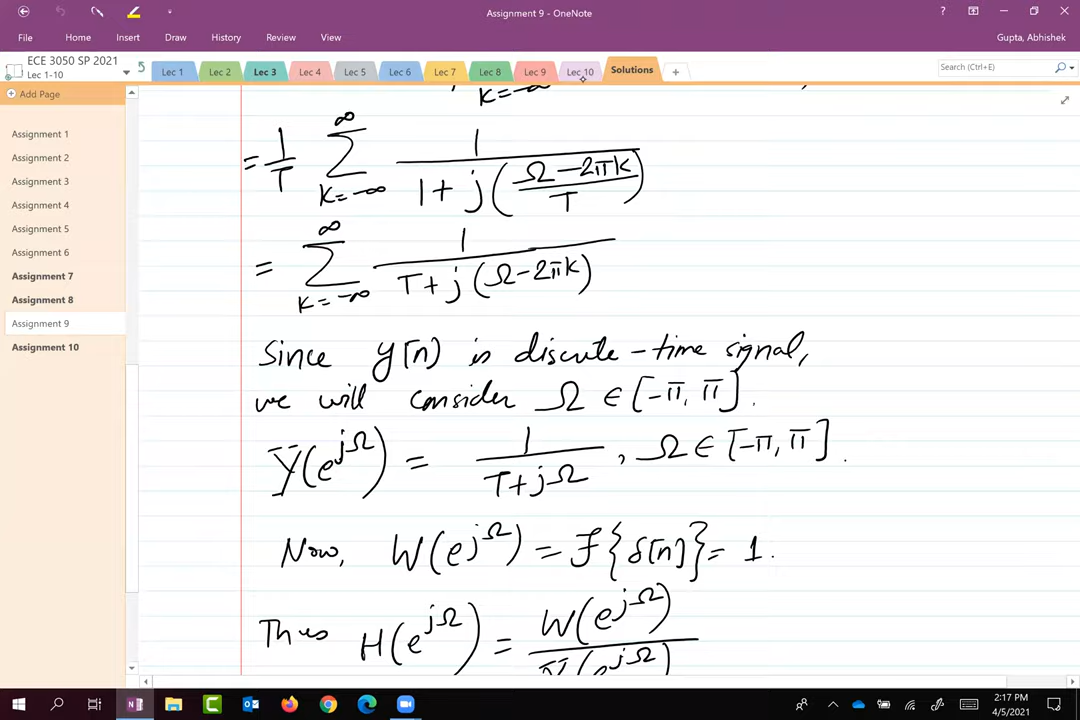 Assignment 9 - OneNote
Gupta, Abhishek
File Home Insert Draw History Review View
ECE 3050 SP 2021
Lec 1-10
Lec 1 Lec 2 Lec 3 Lec 4 Lec 5 Lec 6 Lec 7 Lec 8 Lec 9 Lec 10 Solutions
Search (Ctrl+E)
Add Page
Assignment 1
Assignment 2
Assignment 3
Assignment 4
Assignment 5
Assignment 6
Assignment 7
Assignment 8
Assignment 9
Assignment 10
k=-∞
= 1/T ∑_{k=-∞}^{∞} 1/(1+j((Ω-2πk)/T))
= ∑_{k=-∞}^{∞} 1/(T+j(Ω-2πk))
Since y[n] is discrete-time signal,
we will consider Ω ∈ [-π, π].
Y(e^{jΩ}) = 1/(T+jΩ), Ω ∈ [-π, π].
Now, W(e^{jΩ}) = F{δ[n]} = 1.
Thus H(e^{jΩ}) = W(e^{jΩ})/Y(e^{jΩ})
2:17 PM
4/5/2021